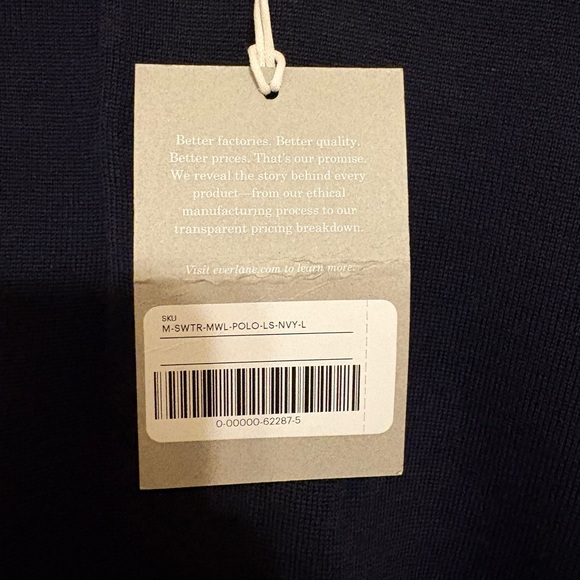 Better factories. Better quality.
Better prices. That's our promise.
We reveal the story behind every
product—from our ethical
manufacturing process to our
transparent pricing breakdown.
Visit everlane.com to learn more.
SKU
M-SWTR-MWL-POLO-LS-NVY-L
0-00000-62287-5